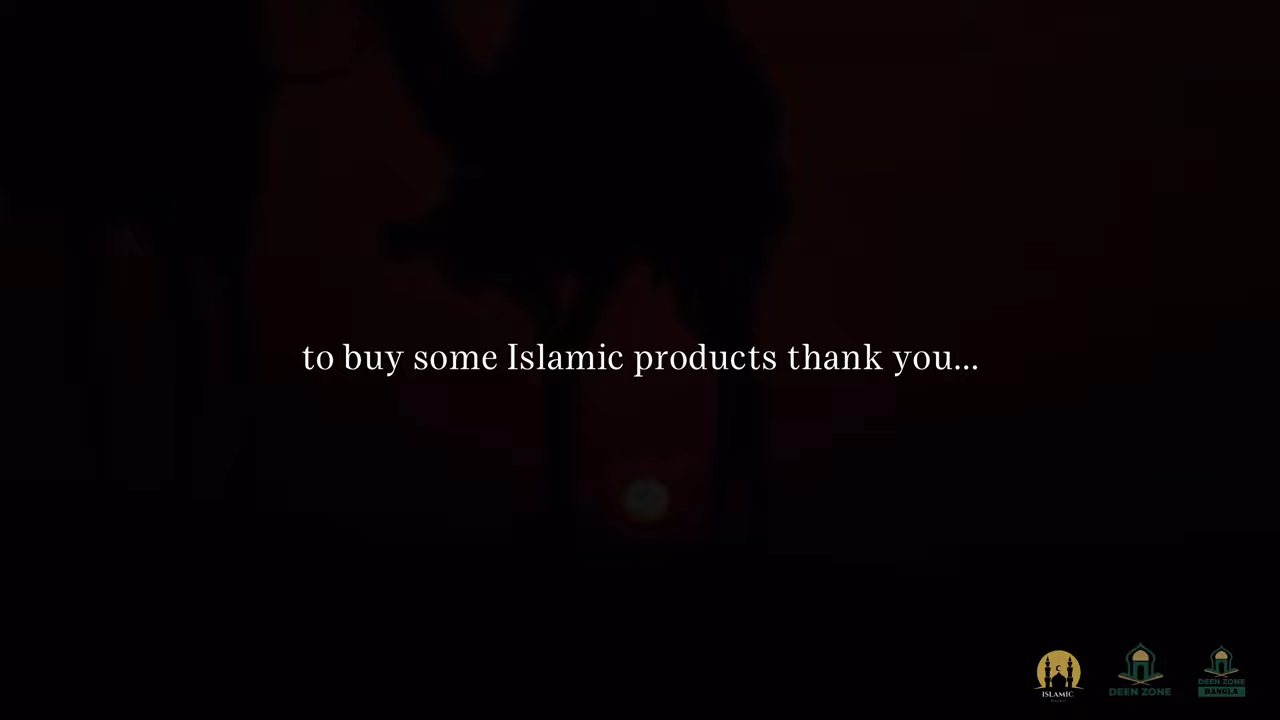 to buy some Islamic products thank you...
ISLAMIC
DEEN ZONE
DEEN ZONE
BANGLA